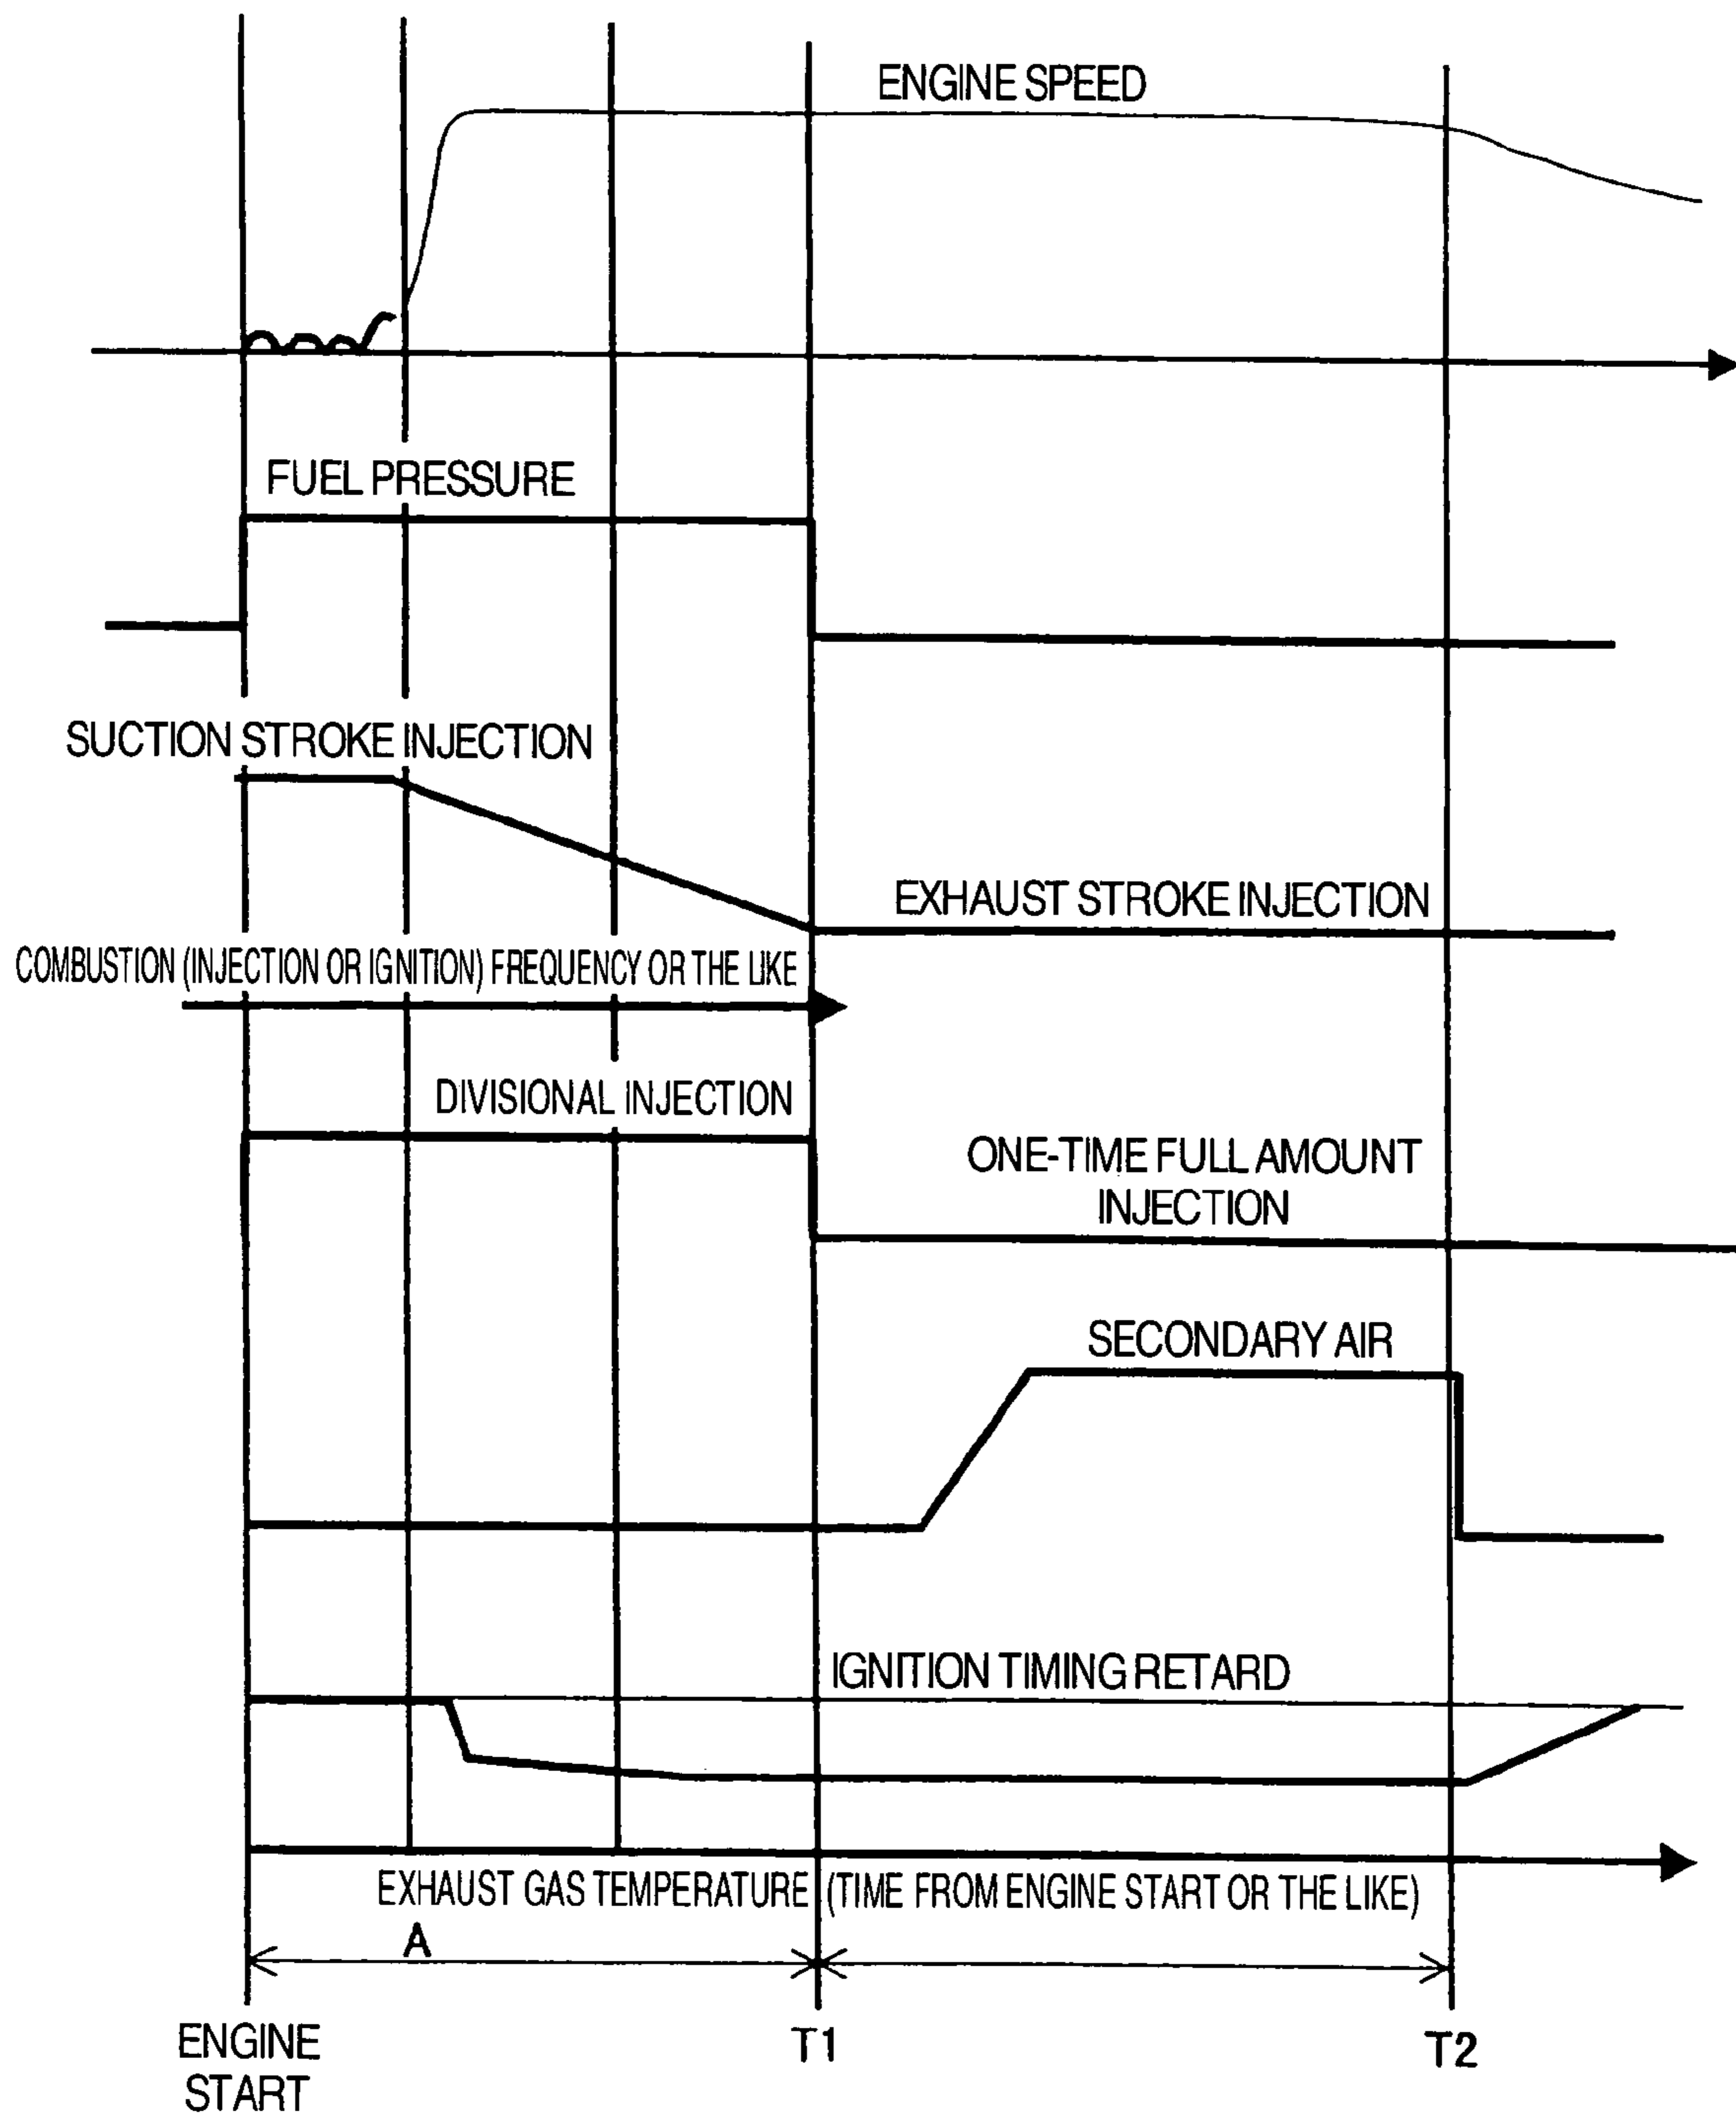 ENGINE SPEED
FUEL PRESSURE
SUCTION STROKE INJECTION
EXHAUST STROKE INJECTION
COMBUSTION (INJECTION OR IGNITION) FREQUENCY OR THE LIKE
DIVISIONAL INJECTION
ONE-TIME FULL AMOUNT
INJECTION
SECONDARY AIR
IGNITION TIMING RETARD
EXHAUST GAS TEMPERATURE (TIME FROM ENGINE START OR THE LIKE)
A
ENGINE
START
T1
T2